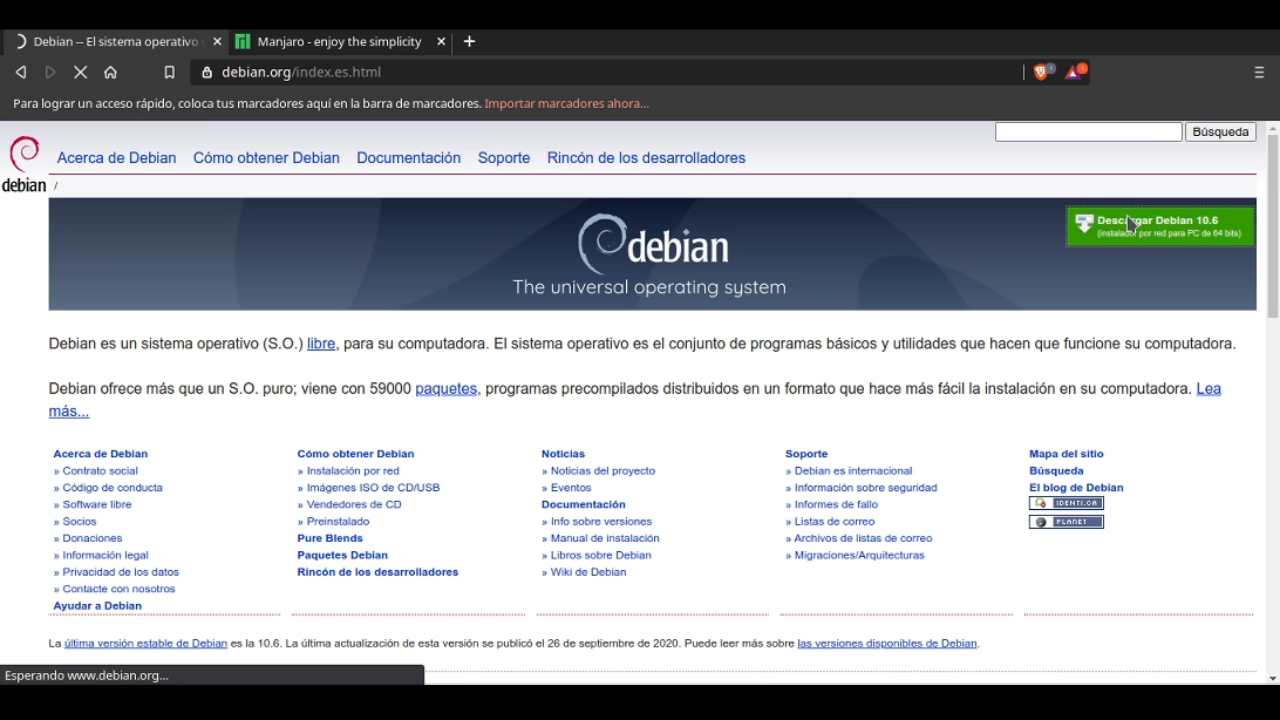 Debian -- El sistema operativo
Manjaro - enjoy the simplicity
debian.org/index.es.html
Para lograr un acceso rápido, coloca tus marcadores aquí en la barra de marcadores. Importar marcadores ahora...
Búsqueda
Acerca de Debian Cómo obtener Debian Documentación Soporte Rincón de los desarrolladores
debian /
Descargar Debian 10.6
(instalador por red para PC de 64 bits)
debian
The universal operating system
Debian es un sistema operativo (S.O.) libre, para su computadora. El sistema operativo es el conjunto de programas básicos y utilidades que hacen que funcione su computadora.
Debian ofrece más que un S.O. puro; viene con 59000 paquetes, programas precompilados distribuidos en un formato que hace más fácil la instalación en su computadora. Lea
más...
Acerca de Debian
» Contrato social
» Código de conducta
» Software libre
» Socios
» Donaciones
» Información legal
» Privacidad de los datos
» Contacte con nosotros
Ayudar a Debian
Cómo obtener Debian
» Instalación por red
» Imágenes ISO de CD/USB
» Vendedores de CD
» Preinstalado
Pure Blends
Paquetes Debian
Rincón de los desarrolladores
Noticias
» Noticias del proyecto
» Eventos
Documentación
» Info sobre versiones
» Manual de instalación
» Libros sobre Debian
» Wiki de Debian
Soporte
» Debian es internacional
» Información sobre seguridad
» Informes de fallo
» Listas de correo
» Archivos de listas de correo
» Migraciones/Arquitecturas
Mapa del sitio
Búsqueda
El blog de Debian
IDENTI.CA
PLANET
La última versión estable de Debian es la 10.6. La última actualización de esta versión se publicó el 26 de septiembre de 2020. Puede leer más sobre las versiones disponibles de Debian.
Esperando www.debian.org...